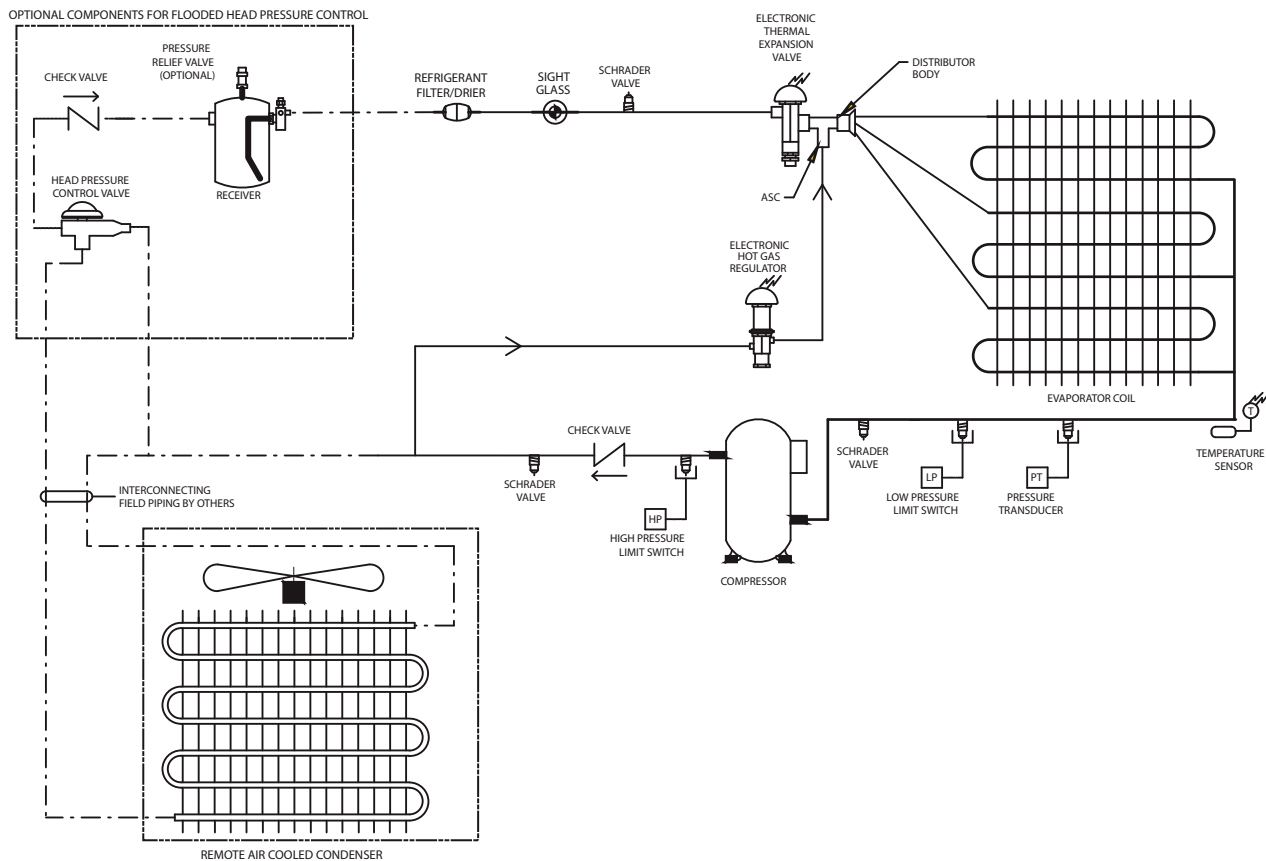 OPTIONAL COMPONENTS FOR FLOODED HEAD PRESSURE CONTROL
CHECK VALVE
PRESSURE
RELIEF VALVE
(OPTIONAL)
HEAD PRESSURE
CONTROL VALVE
RECEIVER
REFRIGERANT
FILTER/DRIER
SIGHT
GLASS
SCHRADER
VALVE
ELECTRONIC
THERMAL
EXPANSION
VALVE
DISTRIBUTOR
BODY
ASC
ELECTRONIC
HOT GAS
REGULATOR
EVAPORATOR COIL
T
TEMPERATURE
SENSOR
CHECK VALVE
SCHRADER
VALVE
HP
HIGH PRESSURE
LIMIT SWITCH
COMPRESSOR
SCHRADER
VALVE
LP
LOW PRESSURE
LIMIT SWITCH
PT
PRESSURE
TRANSDUCER
INTERCONNECTING
FIELD PIPING BY OTHERS
REMOTE AIR COOLED CONDENSER